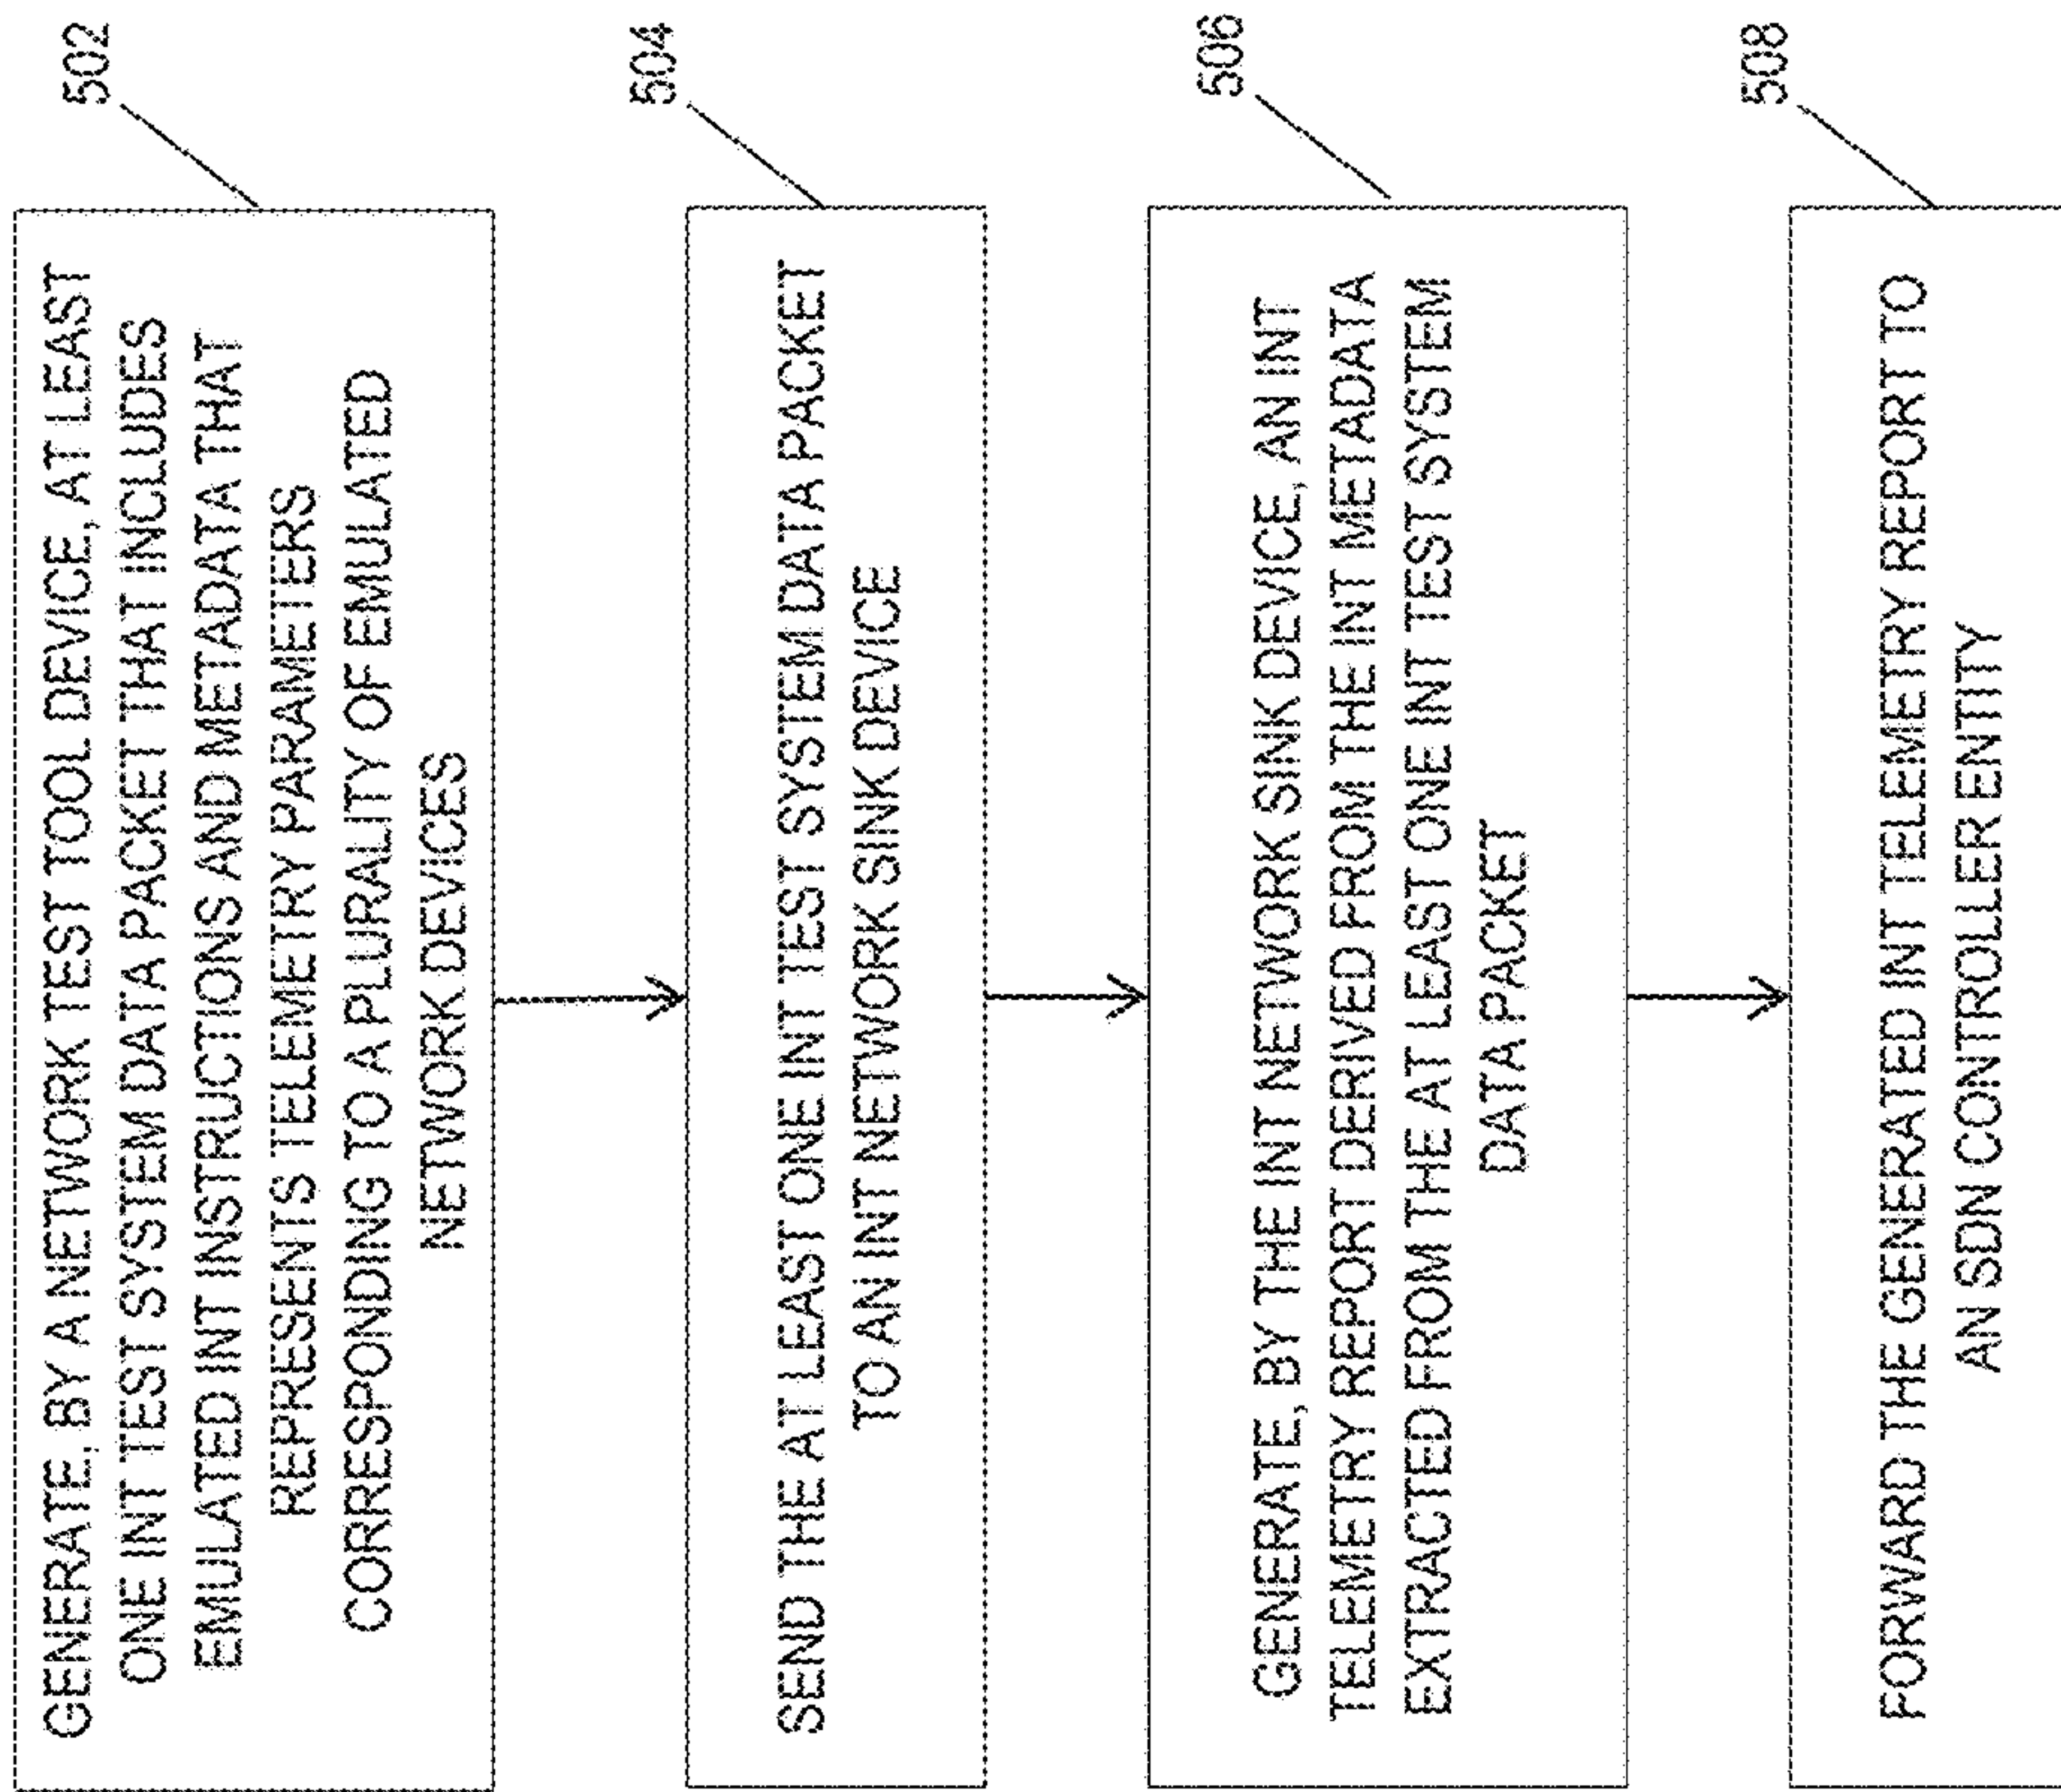 502
GENERATE, BY A NETWORK TEST TOOL DEVICE, AT LEAST
ONE INT TEST SYSTEM DATA PACKET THAT INCLUDES
EMULATED INT INSTRUCTIONS AND METADATA THAT
REPRESENTS TELEMETRY PARAMETERS
CORRESPONDING TO A PLURALITY OF EMULATED
NETWORK DEVICES
504
SEND THE AT LEAST ONE INT TEST SYSTEM DATA PACKET
TO AN INT NETWORK SINK DEVICE
506
GENERATE, BY THE INT NETWORK SINK DEVICE, AN INT
TELEMETRY REPORT DERIVED FROM THE INT METADATA
EXTRACTED FROM THE AT LEAST ONE INT TEST SYSTEM
DATA PACKET
508
FORWARD THE GENERATED INT TELEMETRY REPORT TO
AN SDN CONTROLLER ENTITY